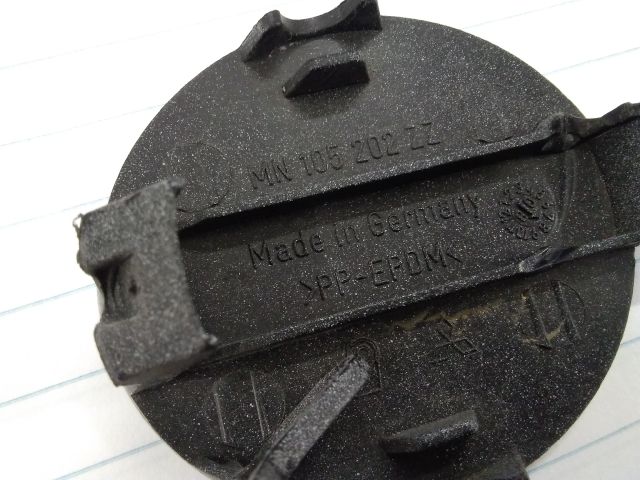 MN 105 202 ZZ
Made in Germany
>PP-EPDM<